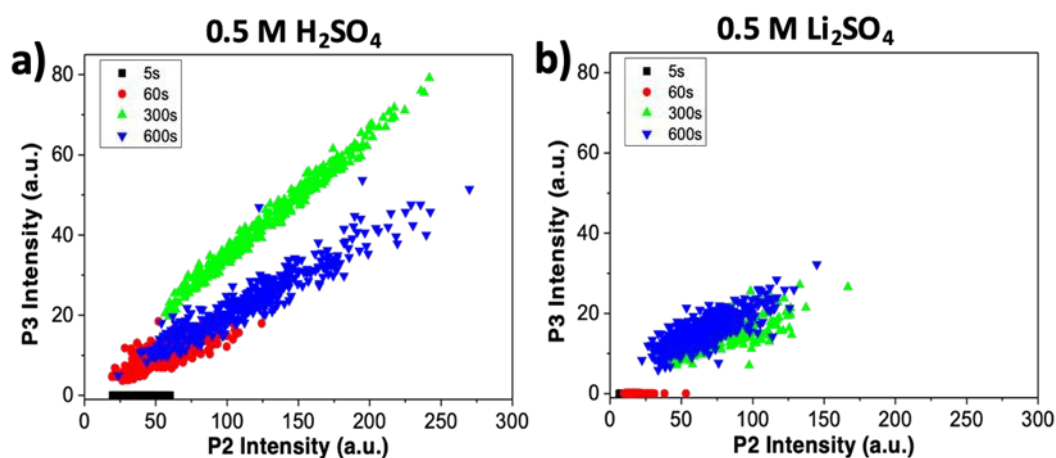 0.5 M H₂SO₄
a)
5s
60s
300s
600s
80
60
40
20
0
P3 Intensity (a.u.)
0 50 100 150 200 250 300
P2 Intensity (a.u.)
0.5 M Li₂SO₄
b)
5s
60s
300s
600s
80
60
40
20
0
P3 Intensity (a.u.)
0 50 100 150 200 250 300
P2 Intensity (a.u.)